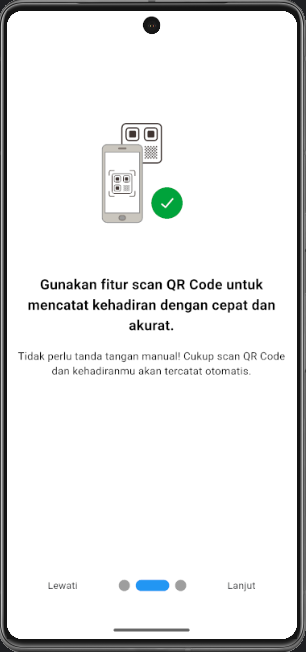 Gunakan fitur scan QR Code untuk
mencatat kehadiran dengan cepat dan
akurat.
Tidak perlu tanda tangan manual! Cukup scan QR Code
dan kehadiranmu akan tercatat otomatis.
Lewati
Lanjut